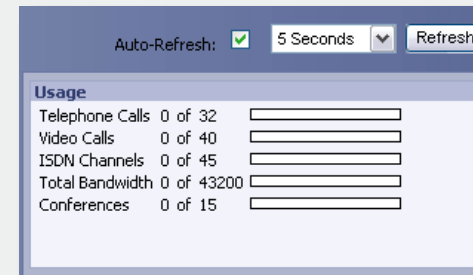 Auto-Refresh: 5 Seconds Refresh
Usage
Telephone Calls 0 of 32
Video Calls 0 of 40
ISDN Channels 0 of 45
Total Bandwidth 0 of 43200
Conferences 0 of 15